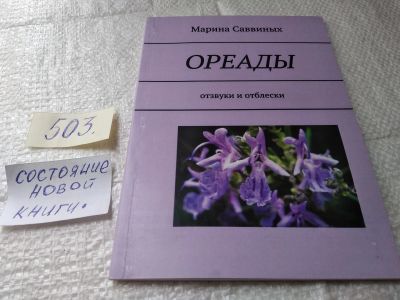 Марина Саввиных
ОРЕАДЫ
отзвуки и отблески
503.
состояние
новой
книги.